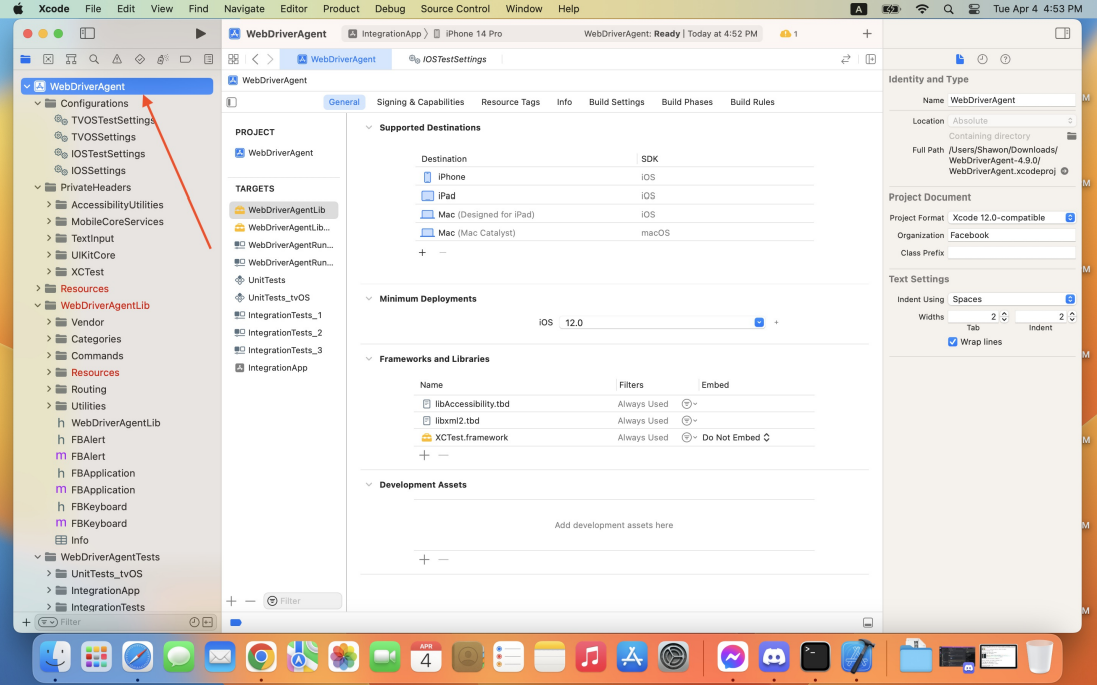 Xcode File Edit View Find Navigate Editor Product Debug Source Control Window Help A Tue Apr 4 4:53 PM
WebDriverAgent IntegrationApp iPhone 14 Pro WebDriverAgent: Ready | Today at 4:52 PM 1
WebDriverAgent IOSTestSettings
WebDriverAgent
General Signing & Capabilities Resource Tags Info Build Settings Build Phases Build Rules
WebDriverAgent
Configurations
TVOSTestSettings
TVOSSettings
IOSTestSettings
IOSSettings
PrivateHeaders
AccessibilityUtilities
MobileCoreServices
TextInput
UIKitCore
XCTest
Resources
WebDriverAgentLib
Vendor
Categories
Commands
Resources
Routing
Utilities
h WebDriverAgentLib
h FBAlert
m FBAlert
h FBApplication
m FBApplication
h FBKeyboard
m FBKeyboard
Info
WebDriverAgentTests
UnitTests_tvOS
IntegrationApp
IntegrationTests
Filter
PROJECT
WebDriverAgent
TARGETS
WebDriverAgentLib
WebDriverAgentLib...
WebDriverAgentRun...
WebDriverAgentRun...
UnitTests
UnitTests_tvOS
IntegrationTests_1
IntegrationTests_2
IntegrationTests_3
IntegrationApp
Filter
Supported Destinations
Destination SDK
iPhone iOS
iPad iOS
Mac (Designed for iPad) iOS
Mac (Mac Catalyst) macOS
Minimum Deployments
iOS 12.0
Frameworks and Libraries
Name Filters Embed
libAccessibility.tbd Always Used
libxml2.tbd Always Used
XCTest.framework Always Used Do Not Embed
Development Assets
Add development assets here
Identity and Type
Name WebDriverAgent
Location Absolute
Containing directory
Full Path /Users/Shawon/Downloads/
WebDriverAgent-4.9.0/
WebDriverAgent.xcodeproj
Project Document
Project Format Xcode 12.0-compatible
Organization Facebook
Class Prefix
Text Settings
Indent Using Spaces
Widths 2 2
Tab Indent
Wrap lines
M
M
M
M
M
M
M
APR
4